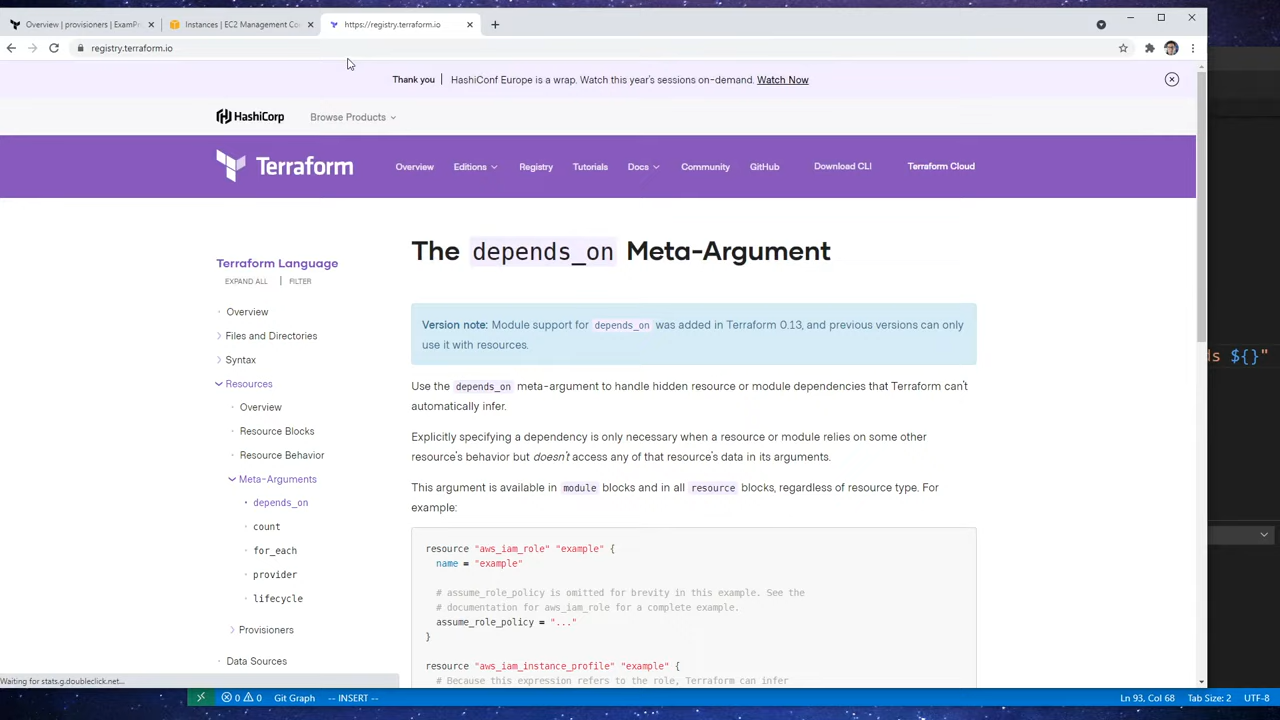 Overview | provisioners | ExamPr
Instances | EC2 Management Co
https://registry.terraform.io
registry.terraform.io
Thank you
HashiConf Europe is a wrap. Watch this year's sessions on-demand. Watch Now
HashiCorp
Browse Products
Terraform
Overview
Editions
Registry
Tutorials
Docs
Community
GitHub
Download CLI
Terraform Cloud
The depends_on Meta-Argument
Terraform Language
EXPAND ALL | FILTER
Overview
Files and Directories
Syntax
Resources
Overview
Resource Blocks
Resource Behavior
Meta-Arguments
depends_on
count
for_each
provider
lifecycle
Provisioners
Data Sources
Version note: Module support for depends_on was added in Terraform 0.13, and previous versions can only
use it with resources.
Use the depends_on meta-argument to handle hidden resource or module dependencies that Terraform can't
automatically infer.
Explicitly specifying a dependency is only necessary when a resource or module relies on some other
resource's behavior but doesn't access any of that resource's data in its arguments.
This argument is available in module blocks and in all resource blocks, regardless of resource type. For
example:
resource "aws_iam_role" "example" {
name = "example"
# assume_role_policy is omitted for brevity in this example. See the
# documentation for aws_iam_role for a complete example.
assume_role_policy = "..."
}
resource "aws_iam_instance_profile" "example" {
# Because this expression refers to the role, Terraform can infer
ds ${}"
Waiting for stats.g.doubleclick.net...
0 0
Git Graph
-- INSERT --
Ln 93, Col 68
Tab Size: 2
UTF-8